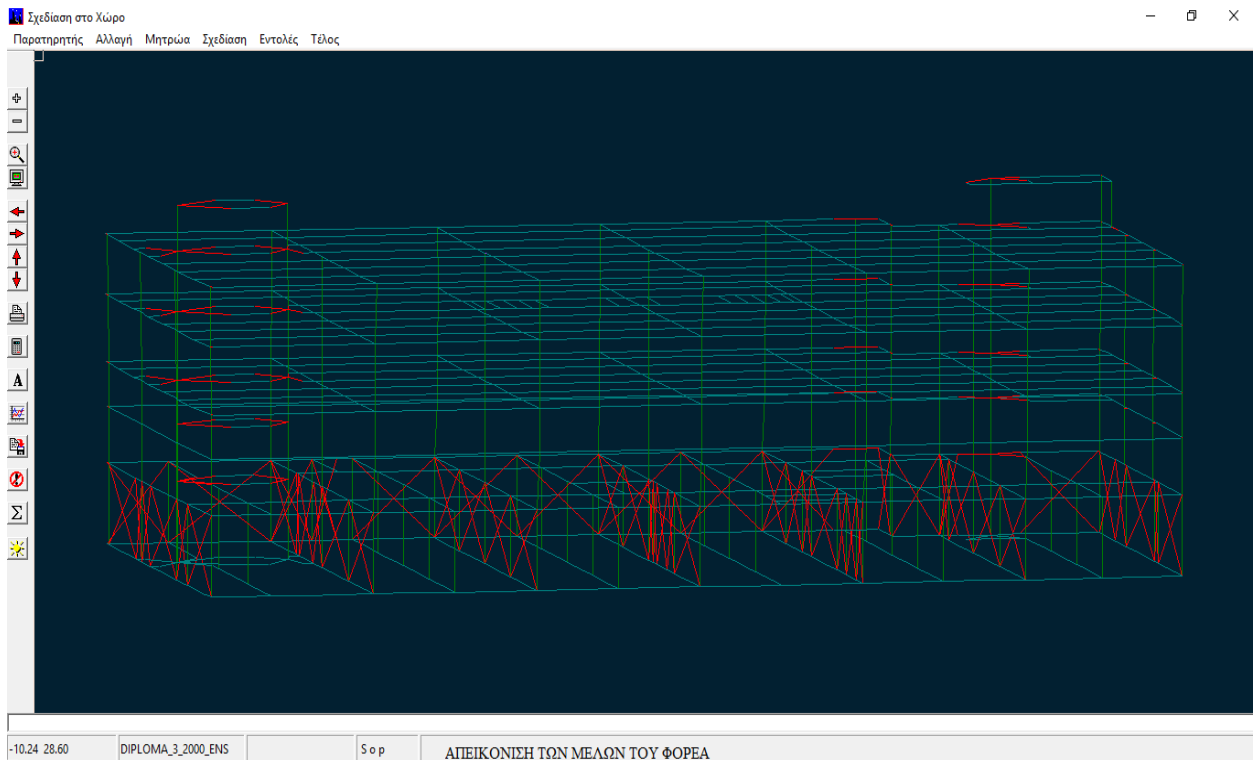 Σχεδίαση στο Χώρο
Παρατηρητής Αλλαγή Μητρώα Σχεδίαση Εντολές Τέλος
A
Σ
-10.24 28.60 DIPLOMA_3_2000_ENS S o p ΑΠΕΙΚΟΝΙΣΗ ΤΩΝ ΜΕΛΩΝ ΤΟΥ ΦΟΡΕΑ